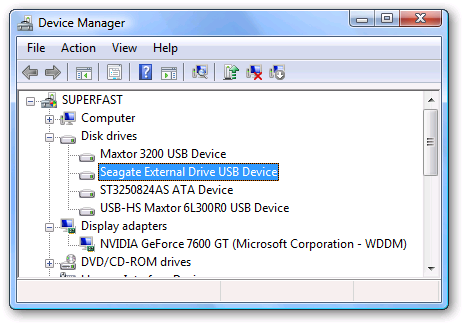 Device Manager
File Action View Help
SUPERFAST
Computer
Disk drives
Maxtor 3200 USB Device
Seagate External Drive USB Device
ST3250824AS ATA Device
USB-HS Maxtor 6L300R0 USB Device
Display adapters
NVIDIA GeForce 7600 GT (Microsoft Corporation - WDDM)
DVD/CD-ROM drives